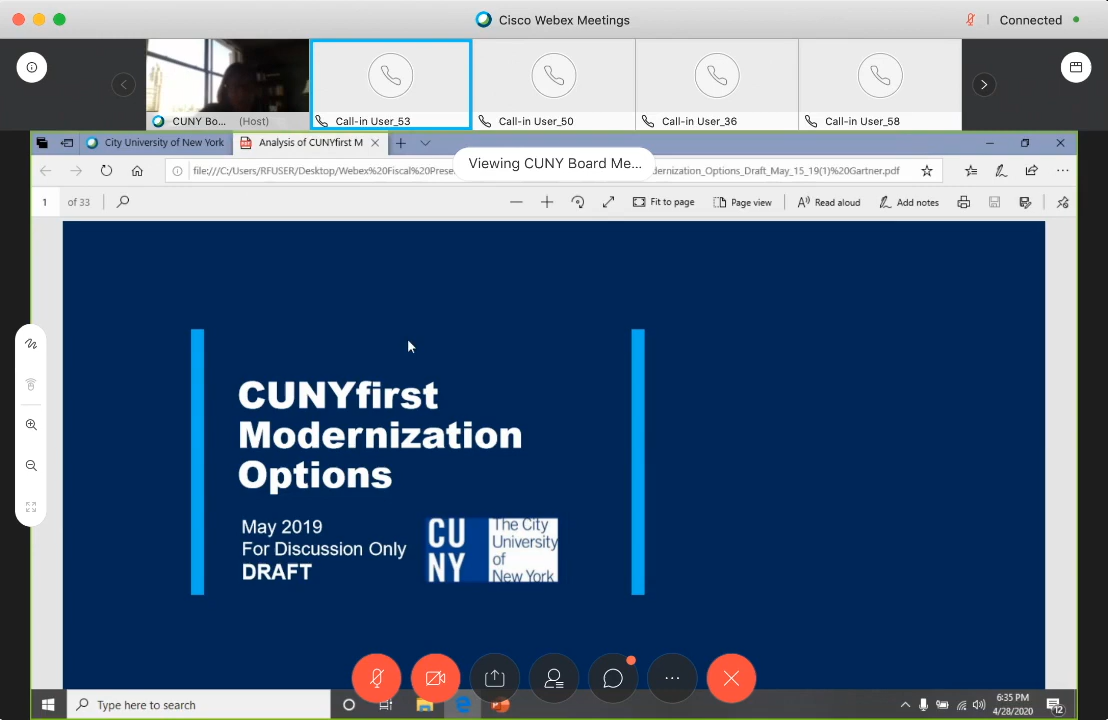 Cisco Webex Meetings
Connected
CUNY Bo... (Host)
Call-in User_53
Call-in User_50
Call-in User_36
Call-in User_58
City University of New York
Analysis of CUNYfirst M
Viewing CUNY Board Me...
file:///C:/Users/RFUSER/Desktop/Webex%20Fiscal%20Prese
dernization_Options_Draft_May_15_19(1)%20Gartner.pdf
1 of 33
Fit to page
Page view
Read aloud
Add notes
CUNYfirst
Modernization
Options
May 2019
For Discussion Only
DRAFT
CU
NY
The City
University
of
New York
Type here to search
6:35 PM
4/28/2020
12